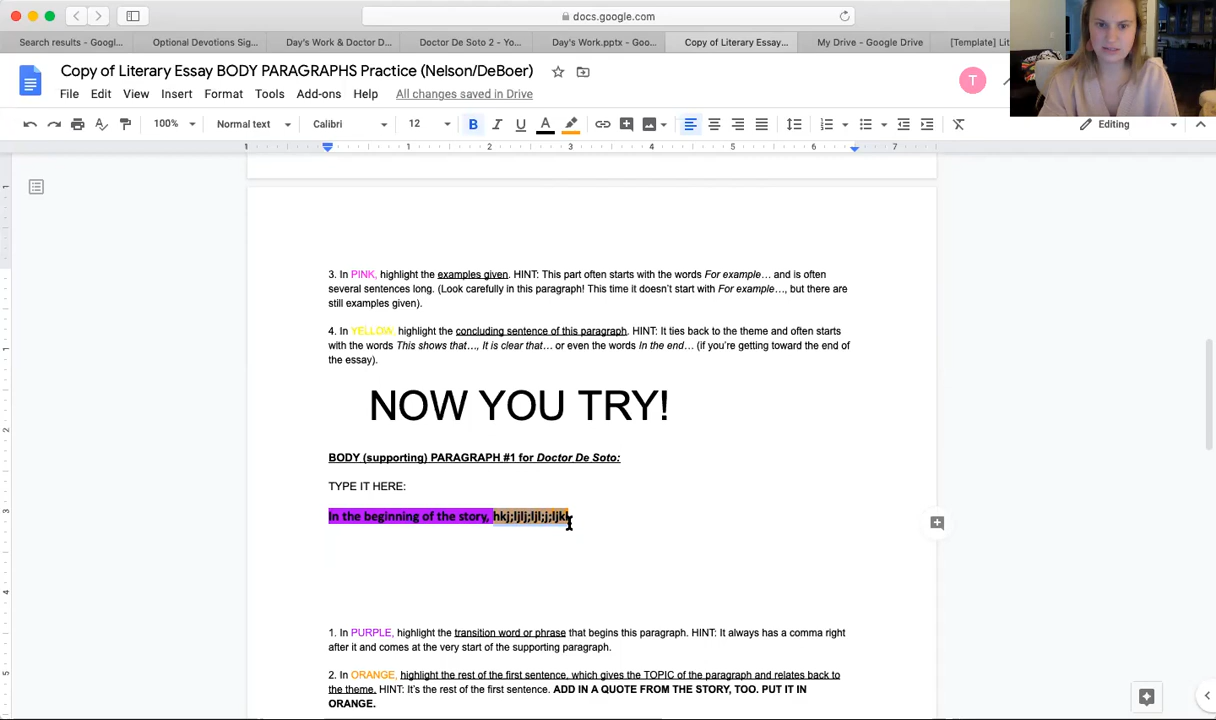 docs.google.com
Search results - Googl...
Optional Devotions Sig...
Day's Work & Doctor D...
Doctor De Soto 2 - Yo...
Day's Work.pptx - Goo...
Copy of Literary Essay...
My Drive - Google Drive
[Template] Lit
Copy of Literary Essay BODY PARAGRAPHS Practice (Nelson/DeBoer)
T
File Edit View Insert Format Tools Add-ons Help All changes saved in Drive
100% Normal text Calibri 12 B I U A Editing
1 1 2 3 4 5 6 7
3. In PINK, highlight the examples given. HINT: This part often starts with the words For example… and is often
several sentences long. (Look carefully in this paragraph! This time it doesn't start with For example…, but there are
still examples given).
4. In YELLOW, highlight the concluding sentence of this paragraph. HINT: It ties back to the theme and often starts
with the words This shows that…, It is clear that… or even the words In the end… (if you're getting toward the end of
the essay).
NOW YOU TRY!
BODY (supporting) PARAGRAPH #1 for Doctor De Soto:
TYPE IT HERE:
In the beginning of the story,
1. In PURPLE, highlight the transition word or phrase that begins this paragraph. HINT: It always has a comma right
after it and comes at the very start of the supporting paragraph.
2. In ORANGE, highlight the rest of the first sentence, which gives the TOPIC of the paragraph and relates back to
the theme. HINT: It's the rest of the first sentence. ADD IN A QUOTE FROM THE STORY, TOO. PUT IT IN
ORANGE.